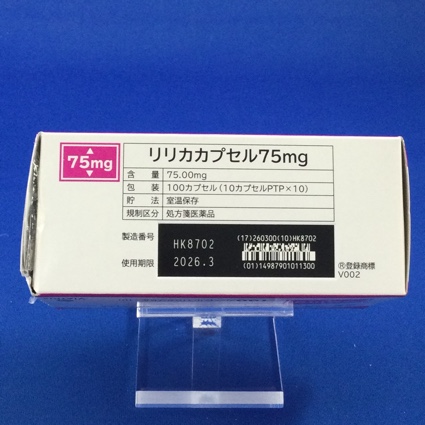 75mg
リリカカプセル75mg
含　量 75.00mg
包　装 100カプセル（10カプセルPTP×10）
貯　法 室温保存
規制区分 処方箋医薬品
製造番号 HK8702
使用期限 2026.3
(17)260300(10)HK8702
(01)14987901011300
®登録商標
V002